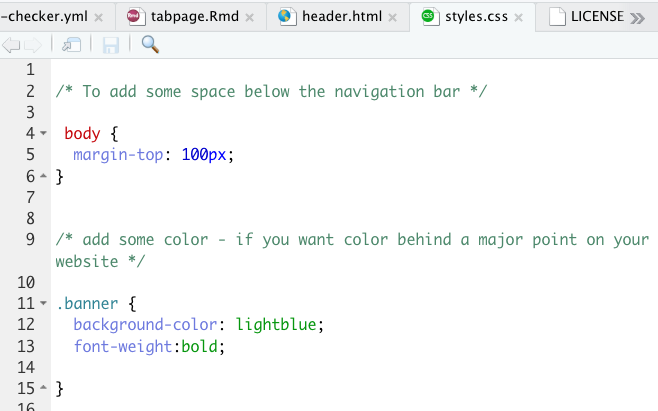 -checker.yml × tabpage.Rmd × header.html × styles.css × LICENSE »
1
2 /* To add some space below the navigation bar */
3
4 body {
5 margin-top: 100px;
6 }
7
8
9 /* add some color - if you want color behind a major point on your
website */
10
11 .banner {
12 background-color: lightblue;
13 font-weight:bold;
14
15 }
16